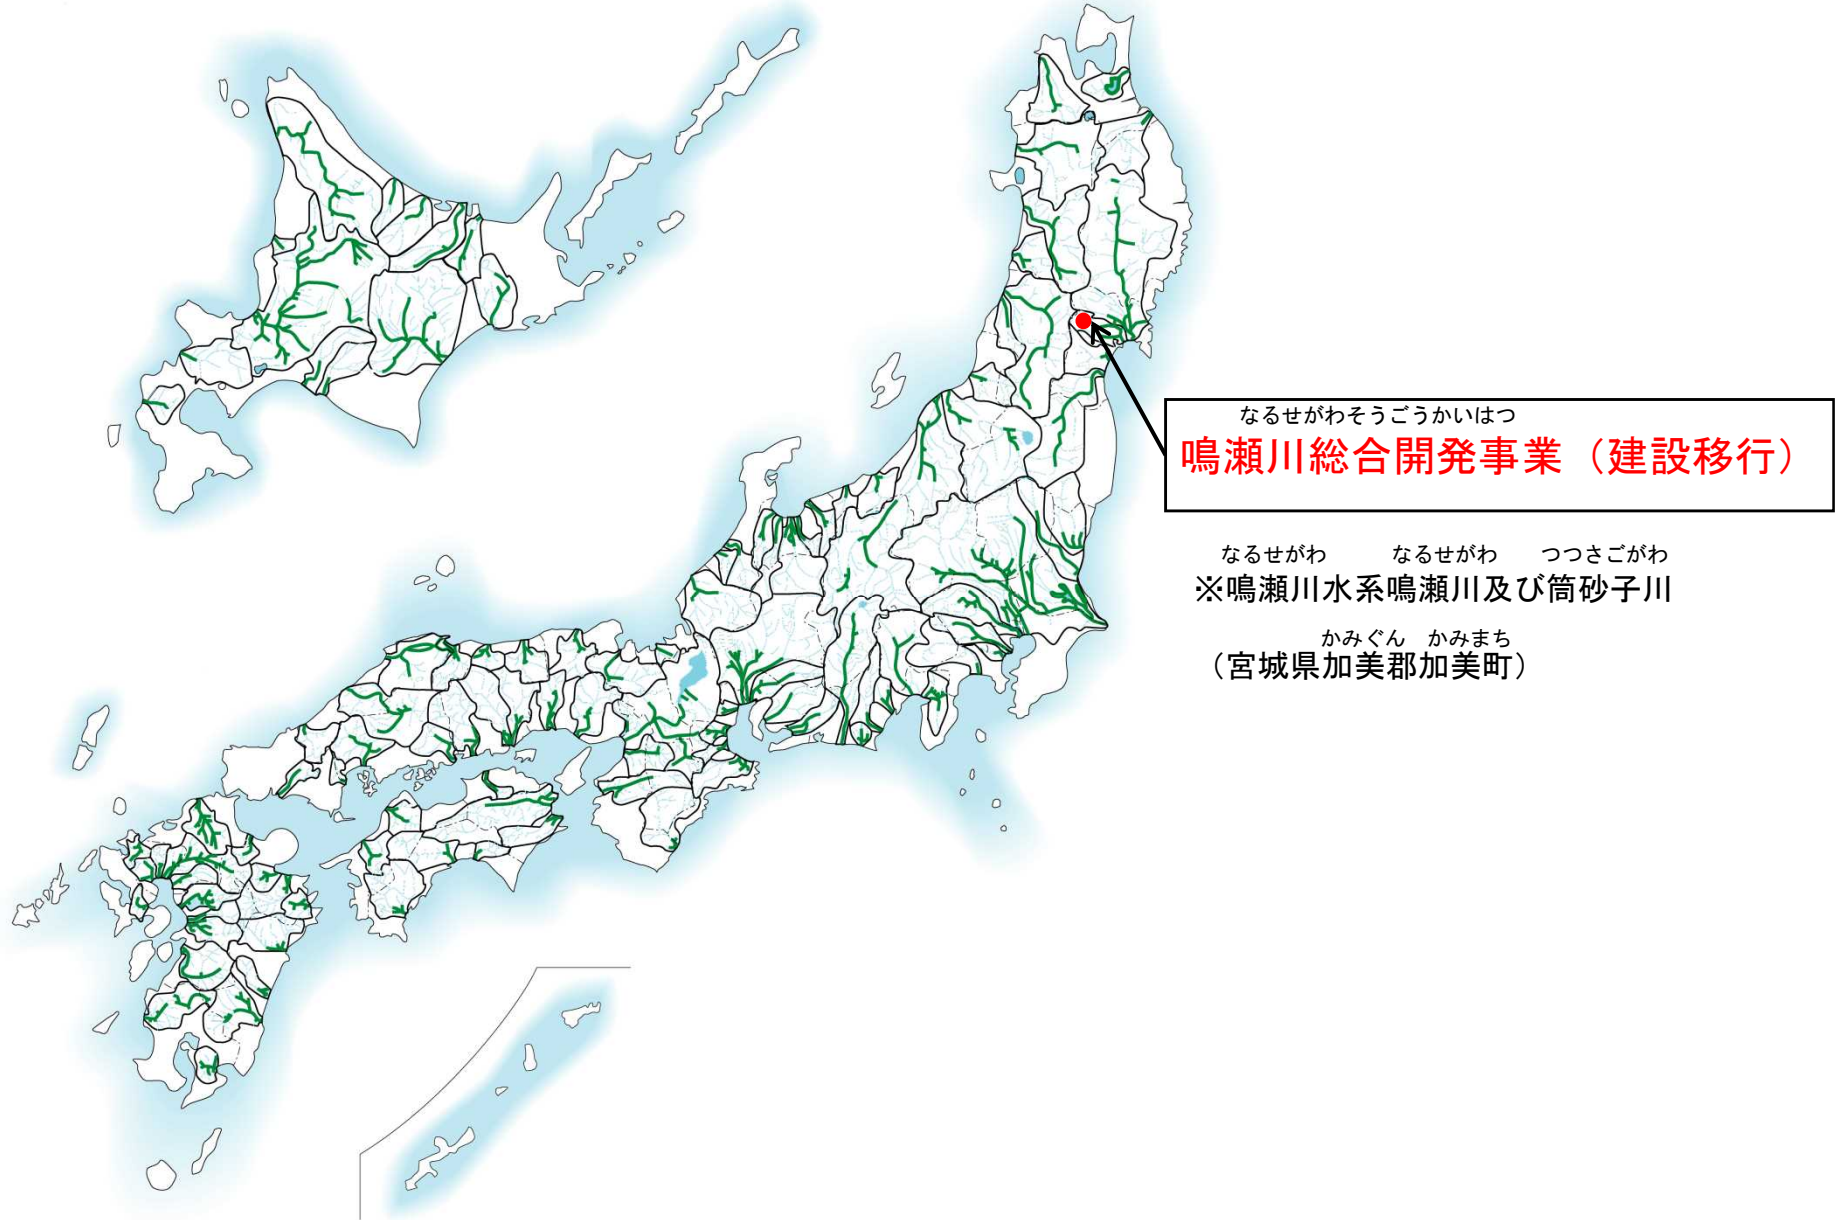 なるせがわそうごうかいはつ
鳴瀬川総合開発事業（建設移行）
なるせがわ なるせがわ つつさごがわ
※鳴瀬川水系鳴瀬川及び筒砂子川
かみぐん かみまち
（宮城県加美郡加美町）